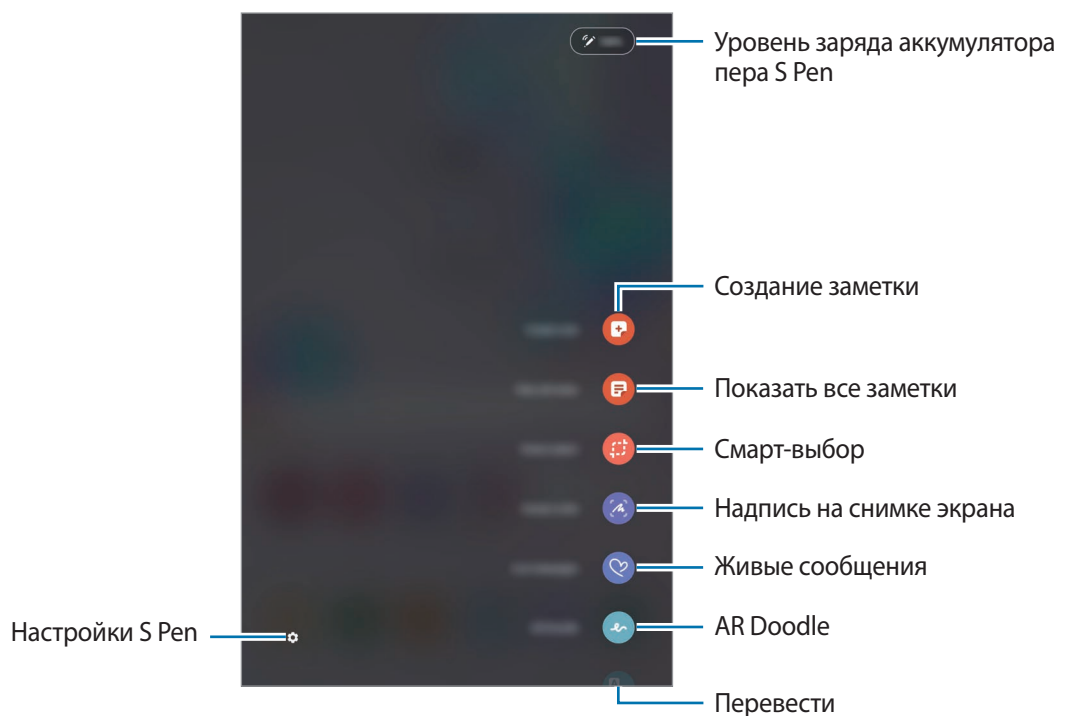 Уровень заряда аккумулятора
пера S Pen
Создание заметки
Показать все заметки
Смарт-выбор
Надпись на снимке экрана
Живые сообщения
Настройки S Pen
AR Doodle
Перевести